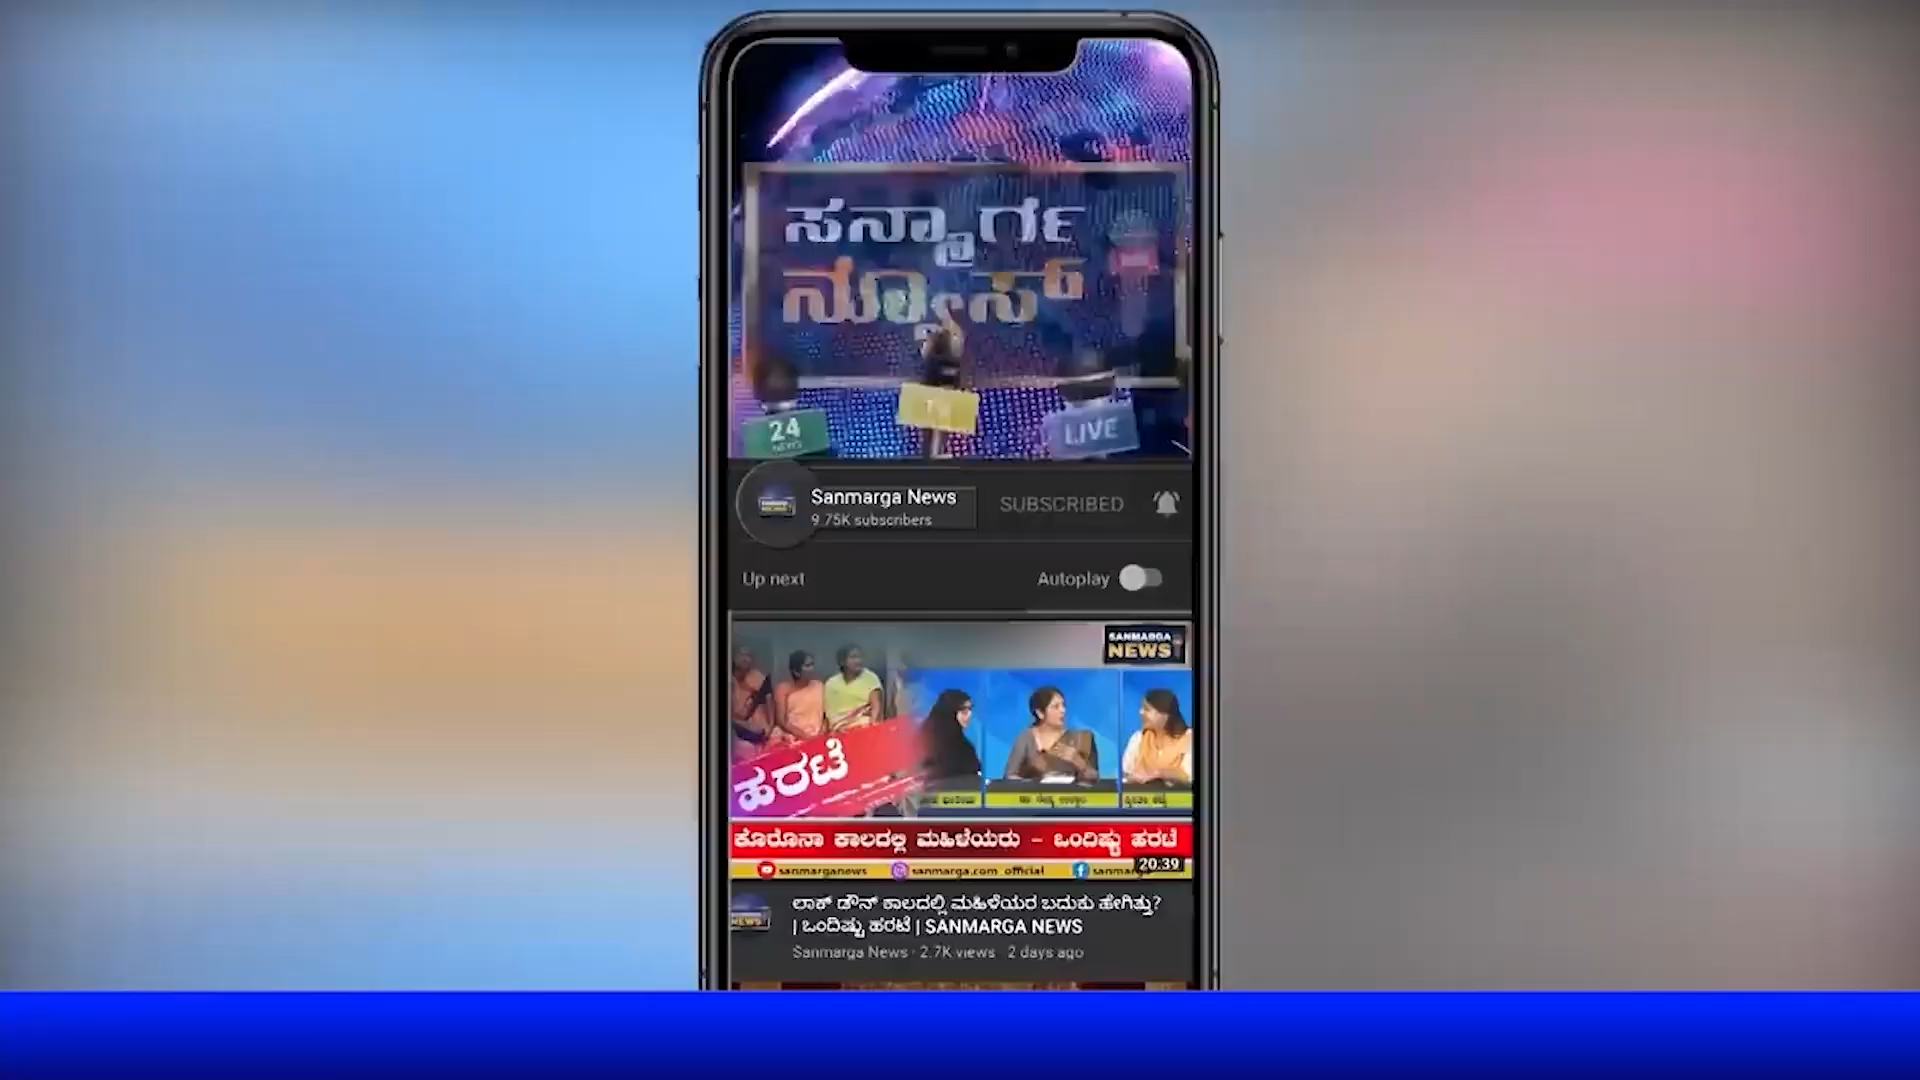 ಸನ್ಮಾರ್ಗ
ನ್ಯೂಸ್
24
NEWS
LIVE
Sanmarga News
9.75K subscribers
SUBSCRIBED
Up next
Autoplay
SANMARGA
NEWS
ಹರಟೆ
ಕೊರೊನಾ ಕಾಲದಲ್ಲಿ ಮಹಿಳೆಯರು - ಒಂದಿಷ್ಟು ಹರಟೆ
sanmarganews sanmarga.com_official
20:39
NEWS
ಲಾಕ್ ಡೌನ್ ಕಾಲದಲ್ಲಿ ಮಹಿಳೆಯರ ಬದುಕು ಹೇಗಿತ್ತು?
| ಒಂದಿಷ್ಟು ಹರಟೆ | SANMARGA NEWS
Sanmarga News · 2.7K views · 2 days ago